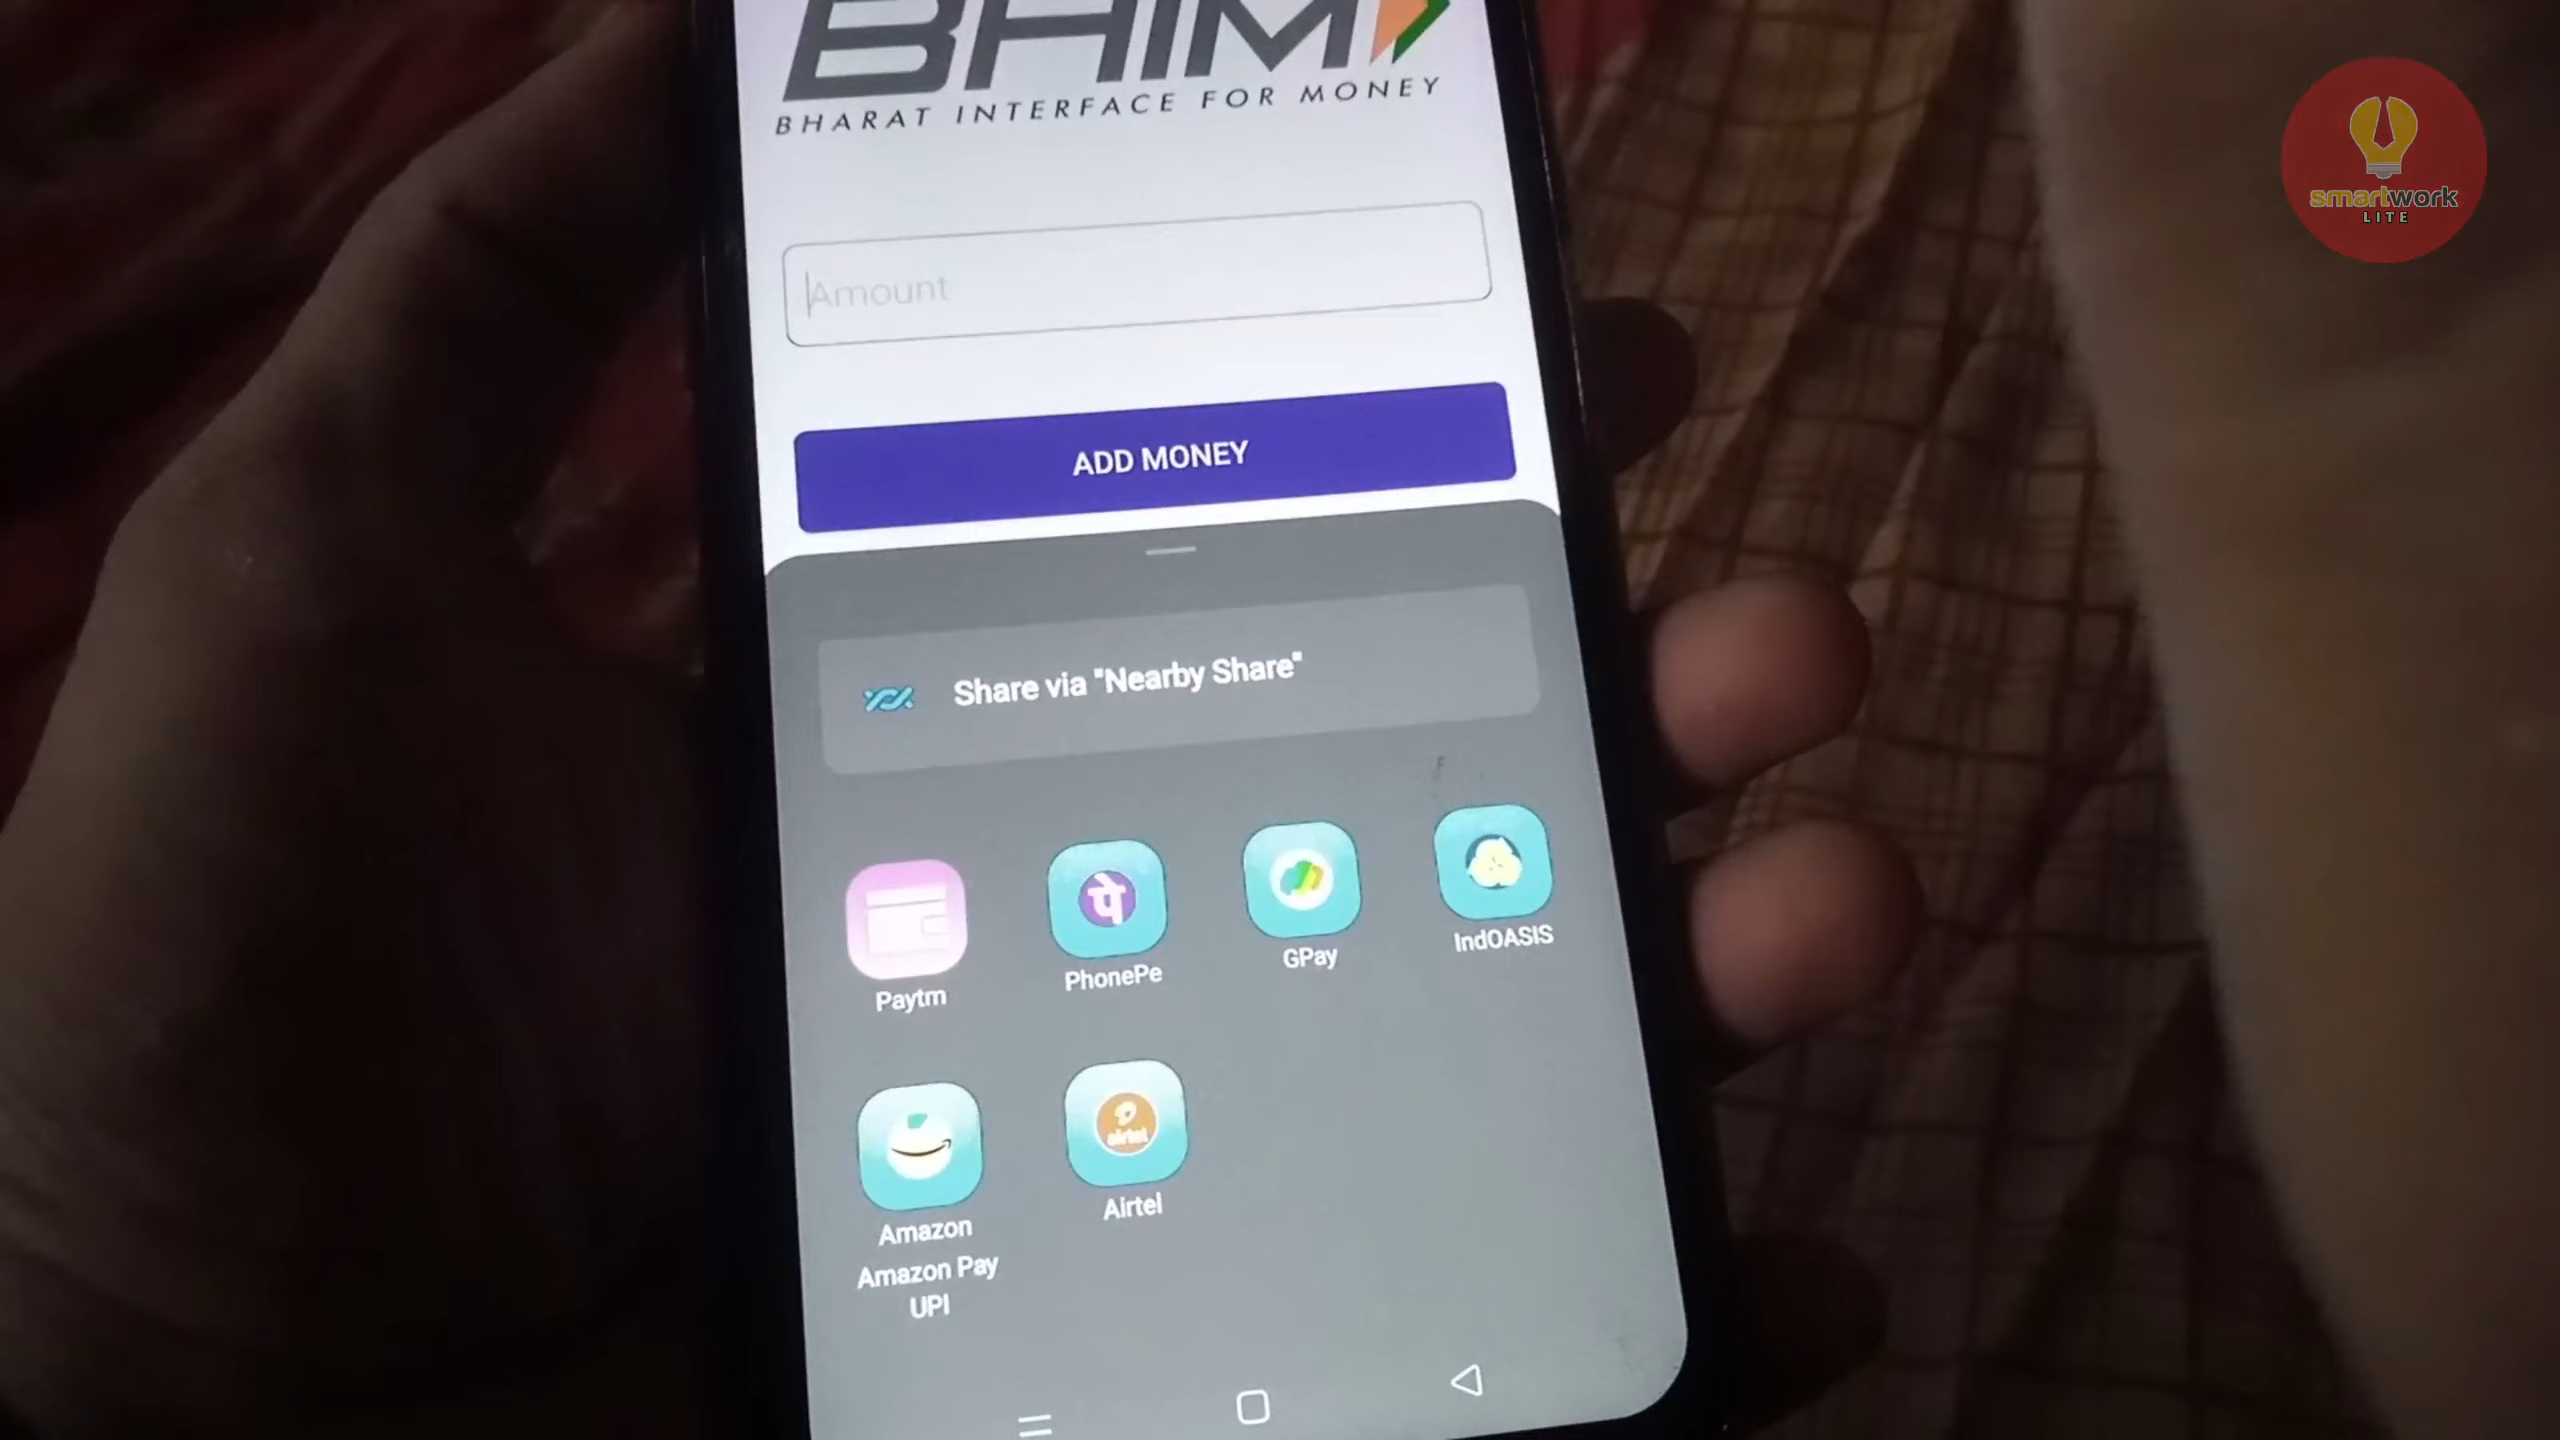 BHIM
BHARAT INTERFACE FOR MONEY
smartwork
LITE
Amount
ADD MONEY
Share via "Nearby Share"
पे
Paytm
PhonePe
GPay
IndOASIS
airtel
Amazon
Amazon Pay
UPI
Airtel